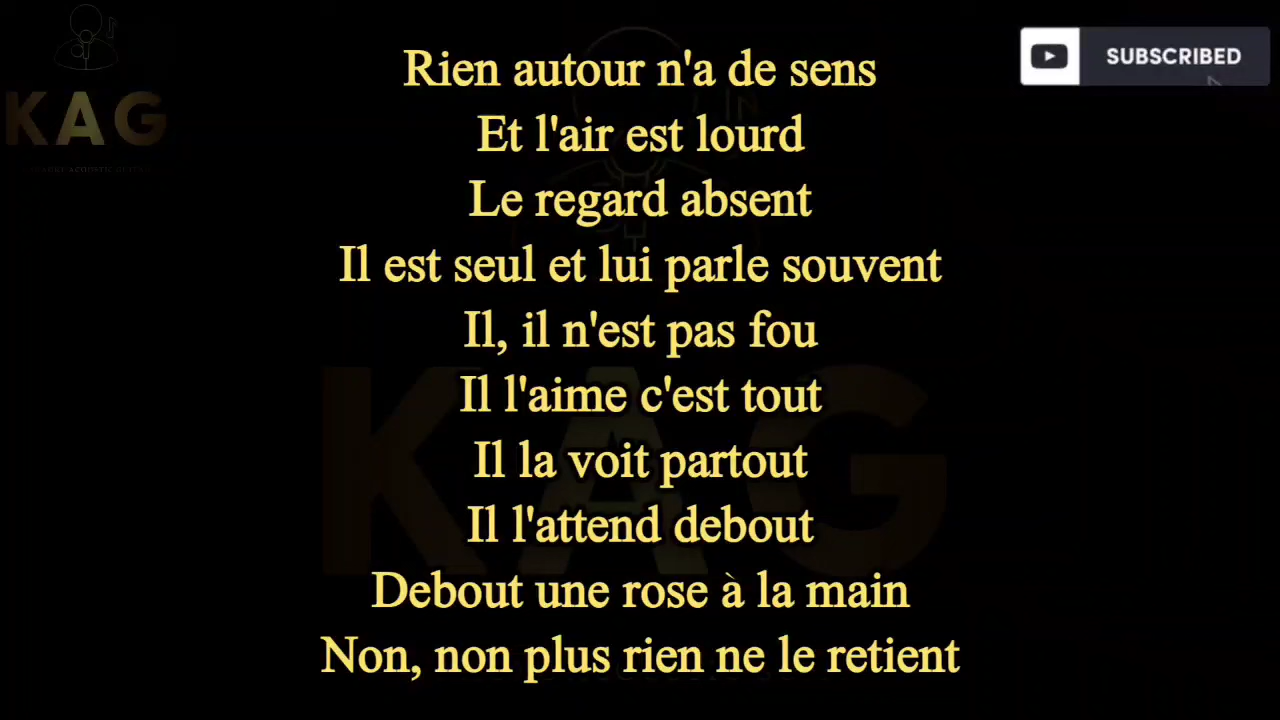 KAG
SUBSCRIBED
Rien autour n'a de sens
Et l'air est lourd
Le regard absent
Il est seul et lui parle souvent
Il, il n'est pas fou
Il l'aime c'est tout
Il la voit partout
Il l'attend debout
Debout une rose à la main
Non, non plus rien ne le retient
KAG